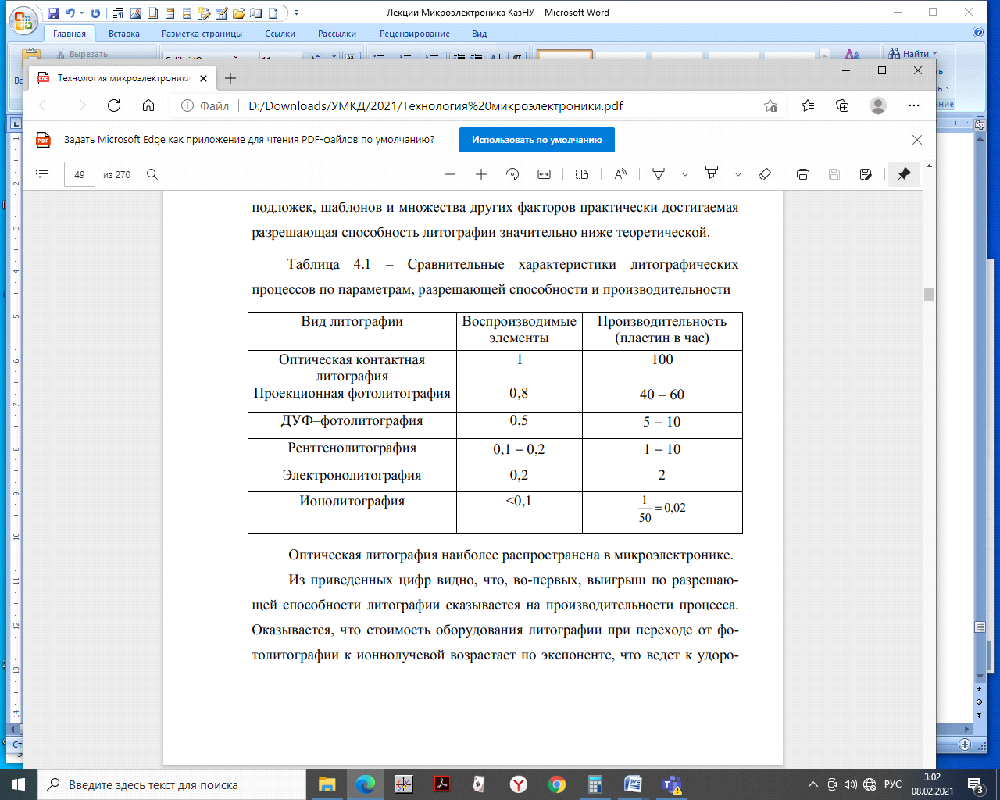 Лекции Микроэлектроника КазНУ - Microsoft Word
Главная Вставка Разметка страницы Ссылки Рассылки Рецензирование Вид
Вырезать
Найти
Технология микроэлектроники
Файл D:/Downloads/УМКД/2021/Технология%20микроэлектроники.pdf
Задать Microsoft Edge как приложение для чтения PDF-файлов по умолчанию? Использовать по умолчанию
49 из 270
подложек, шаблонов и множества других факторов практически достигаемая
разрешающая способность литографии значительно ниже теоретической.
Таблица 4.1 – Сравнительные характеристики литографических
процессов по параметрам, разрешающей способности и производительности
Вид литографии Воспроизводимые элементы Производительность (пластин в час)
Оптическая контактная литография 1 100
Проекционная фотолитография 0,8 40 – 60
ДУФ–фотолитография 0,5 5 – 10
Рентгенолитография 0,1 – 0,2 1 – 10
Электронолитография 0,2 2
Ионолитография <0,1 1/50 = 0,02
Оптическая литография наиболее распространена в микроэлектронике.
Из приведенных цифр видно, что, во-первых, выигрыш по разрешаю-
щей способности литографии сказывается на производительности процесса.
Оказывается, что стоимость оборудования литографии при переходе от фо-
толитографии к ионнолучевой возрастает по экспоненте, что ведет к удоро-
Введите здесь текст для поиска
РУС
3:02
08.02.2021
3